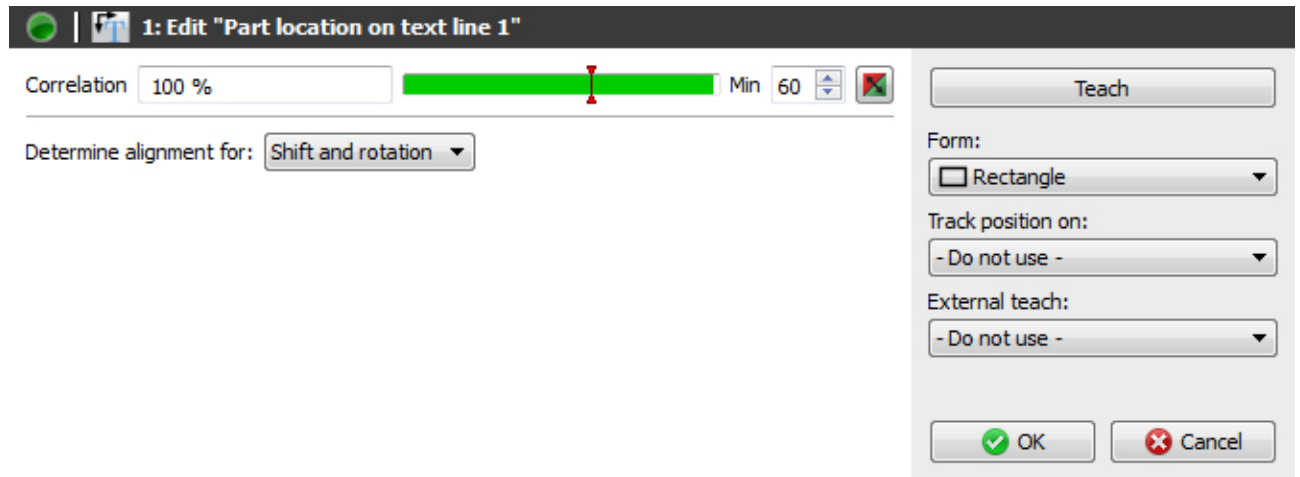 1: Edit "Part location on text line 1"
Correlation 100 % Min 60
Determine alignment for: Shift and rotation
Teach
Form:
Rectangle
Track position on:
- Do not use -
External teach:
- Do not use -
OK Cancel